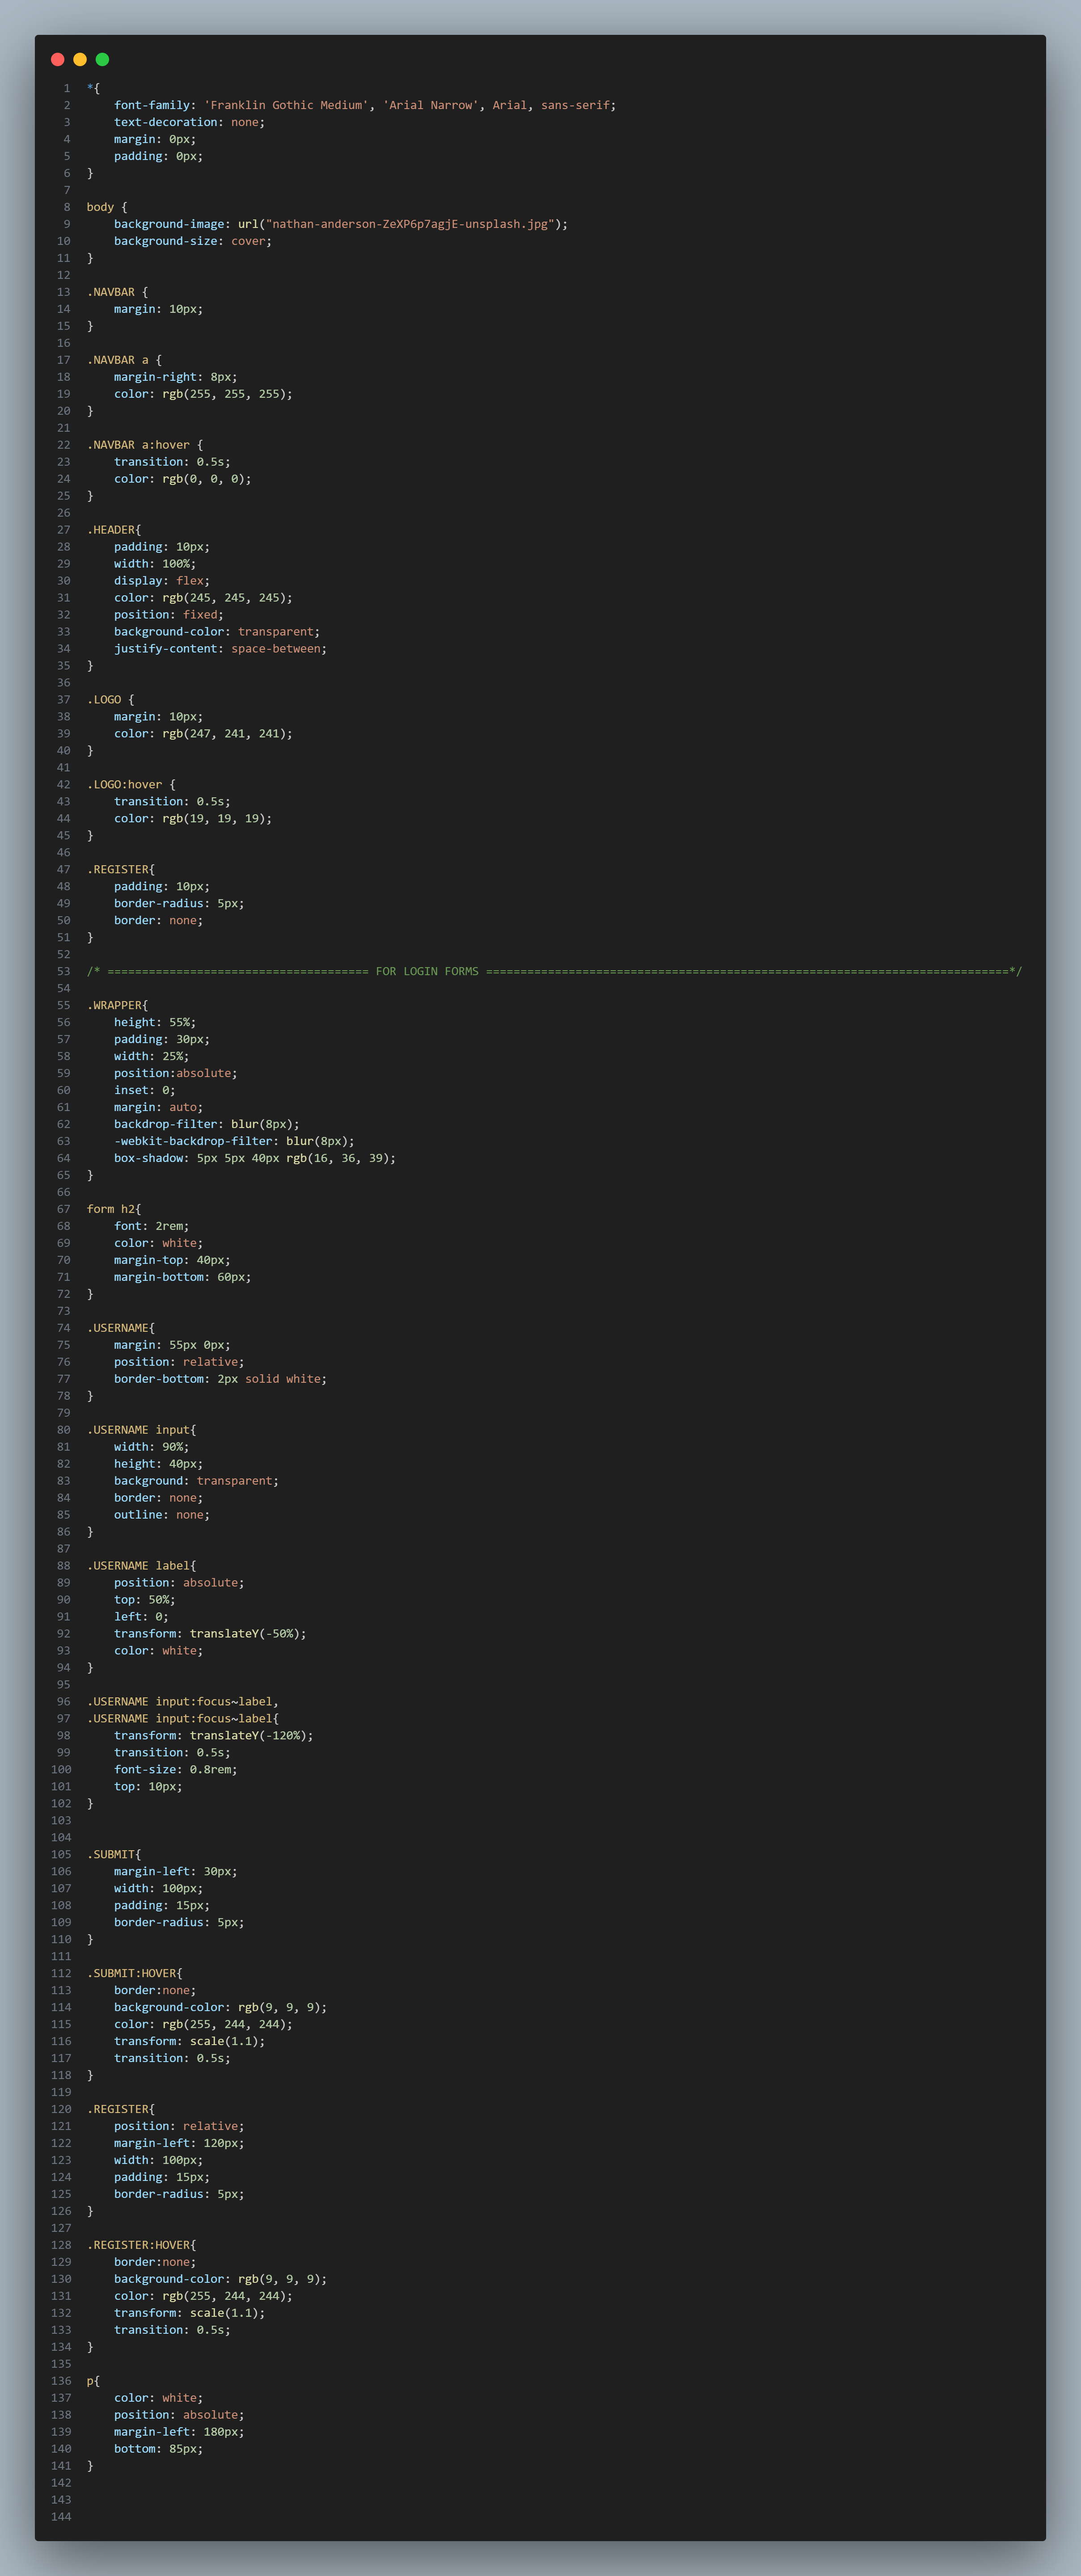 1 *{
2     font-family: 'Franklin Gothic Medium', 'Arial Narrow', Arial, sans-serif;
3     text-decoration: none;
4     margin: 0px;
5     padding: 0px;
6 }
7
8 body {
9     background-image: url("nathan-anderson-ZeXP6p7agjE-unsplash.jpg");
10     background-size: cover;
11 }
12
13 .NAVBAR {
14     margin: 10px;
15 }
16
17 .NAVBAR a {
18     margin-right: 8px;
19     color: rgb(255, 255, 255);
20 }
21
22 .NAVBAR a:hover {
23     transition: 0.5s;
24     color: rgb(0, 0, 0);
25 }
26
27 .HEADER{
28     padding: 10px;
29     width: 100%;
30     display: flex;
31     color: rgb(245, 245, 245);
32     position: fixed;
33     background-color: transparent;
34     justify-content: space-between;
35 }
36
37 .LOGO {
38     margin: 10px;
39     color: rgb(247, 241, 241);
40 }
41
42 .LOGO:hover {
43     transition: 0.5s;
44     color: rgb(19, 19, 19);
45 }
46
47 .REGISTER{
48     padding: 10px;
49     border-radius: 5px;
50     border: none;
51 }
52
53 /* ====================================== FOR LOGIN FORMS ============================================================================*/
54
55 .WRAPPER{
56     height: 55%;
57     padding: 30px;
58     width: 25%;
59     position:absolute;
60     inset: 0;
61     margin: auto;
62     backdrop-filter: blur(8px);
63     -webkit-backdrop-filter: blur(8px);
64     box-shadow: 5px 5px 40px rgb(16, 36, 39);
65 }
66
67 form h2{
68     font: 2rem;
69     color: white;
70     margin-top: 40px;
71     margin-bottom: 60px;
72 }
73
74 .USERNAME{
75     margin: 55px 0px;
76     position: relative;
77     border-bottom: 2px solid white;
78 }
79
80 .USERNAME input{
81     width: 90%;
82     height: 40px;
83     background: transparent;
84     border: none;
85     outline: none;
86 }
87
88 .USERNAME label{
89     position: absolute;
90     top: 50%;
91     left: 0;
92     transform: translateY(-50%);
93     color: white;
94 }
95
96 .USERNAME input:focus~label,
97 .USERNAME input:focus~label{
98     transform: translateY(-120%);
99     transition: 0.5s;
100     font-size: 0.8rem;
101     top: 10px;
102 }
103
104
105 .SUBMIT{
106     margin-left: 30px;
107     width: 100px;
108     padding: 15px;
109     border-radius: 5px;
110 }
111
112 .SUBMIT:HOVER{
113     border:none;
114     background-color: rgb(9, 9, 9);
115     color: rgb(255, 244, 244);
116     transform: scale(1.1);
117     transition: 0.5s;
118 }
119
120 .REGISTER{
121     position: relative;
122     margin-left: 120px;
123     width: 100px;
124     padding: 15px;
125     border-radius: 5px;
126 }
127
128 .REGISTER:HOVER{
129     border:none;
130     background-color: rgb(9, 9, 9);
131     color: rgb(255, 244, 244);
132     transform: scale(1.1);
133     transition: 0.5s;
134 }
135
136 p{
137     color: white;
138     position: absolute;
139     margin-left: 180px;
140     bottom: 85px;
141 }
142
143
144